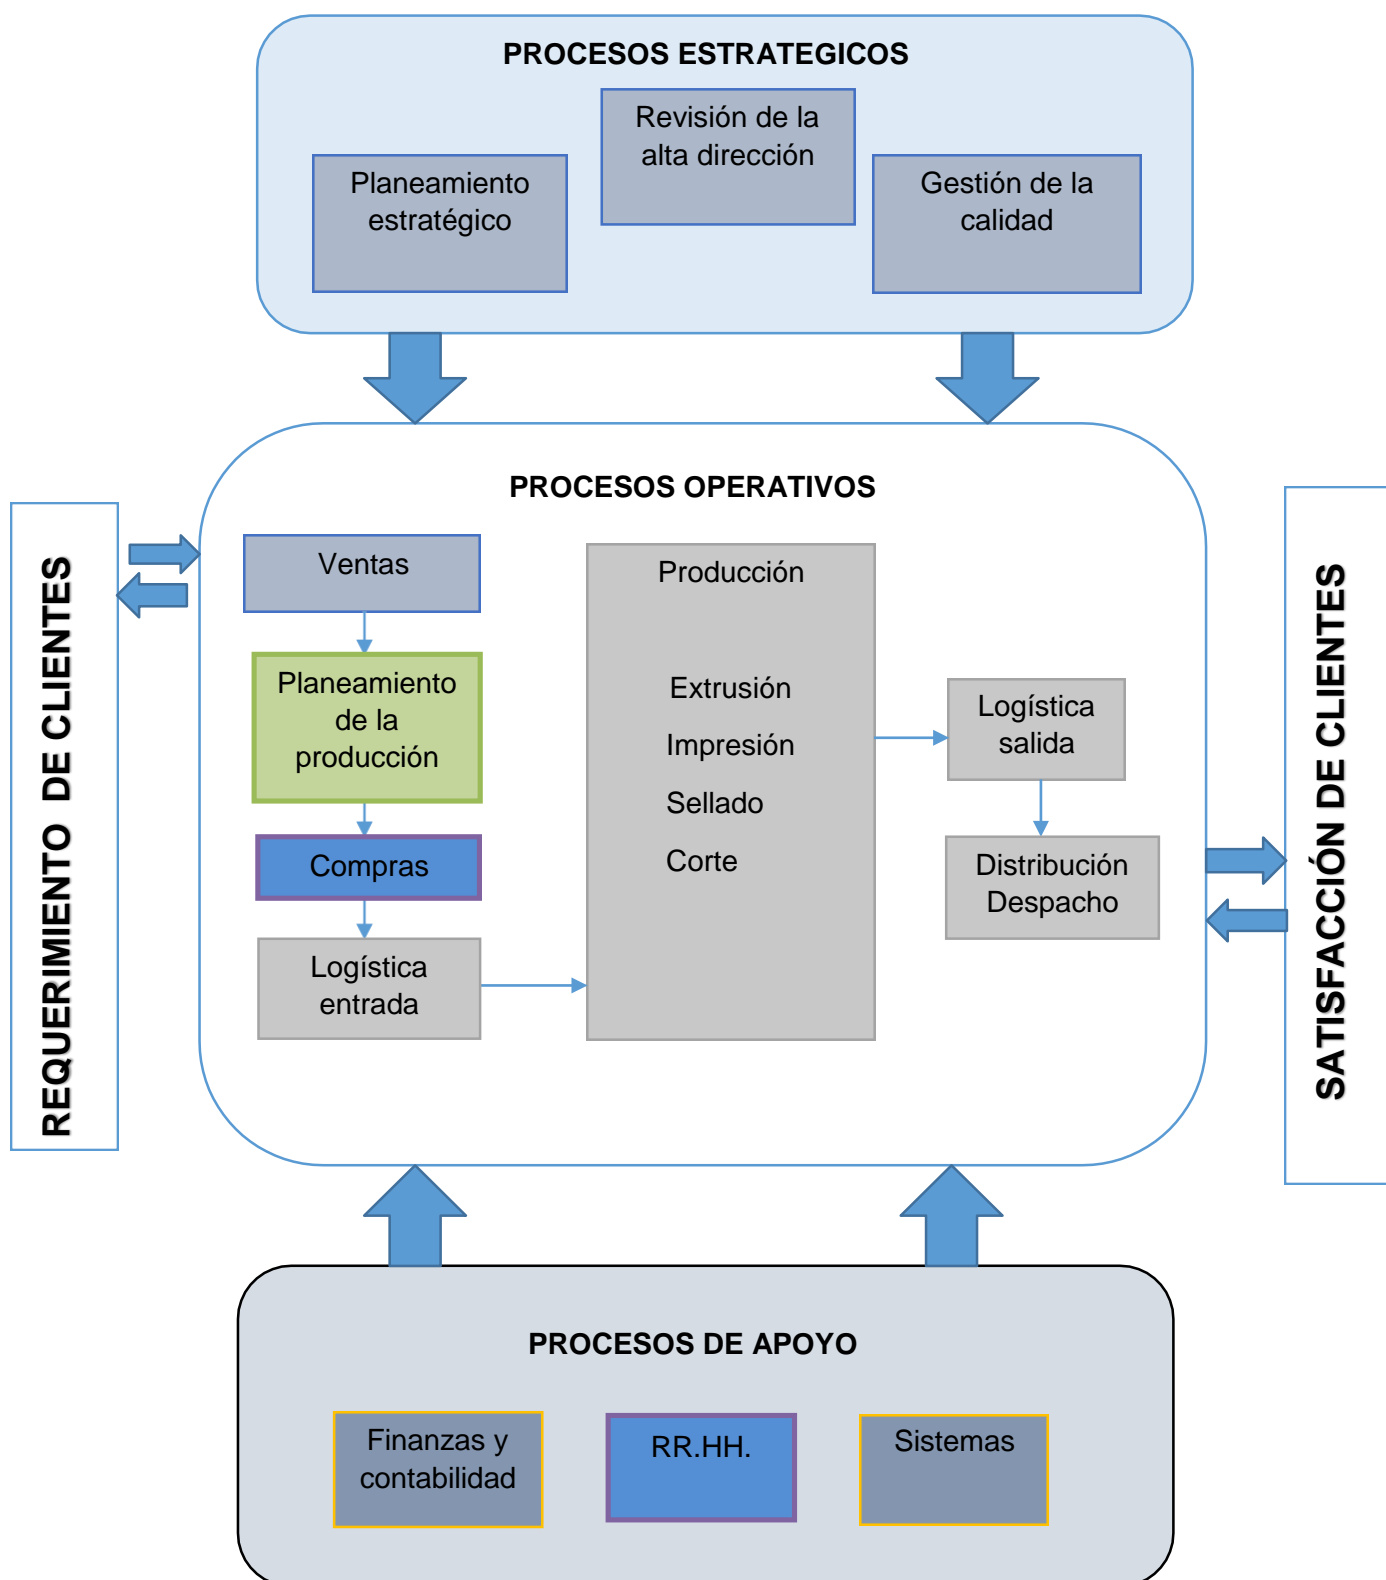 PROCESOS ESTRATEGICOS
Revisión de la
alta dirección
Planeamiento
estratégico
Gestión de la
calidad
PROCESOS OPERATIVOS
REQUERIMIENTO DE CLIENTES
Ventas
Planeamiento
de la
producción
Compras
Logística
entrada
Producción
Extrusión
Impresión
Sellado
Corte
Logística
salida
Distribución
Despacho
SATISFACCIÓN DE CLIENTES
PROCESOS DE APOYO
Finanzas y
contabilidad
RR.HH.
Sistemas